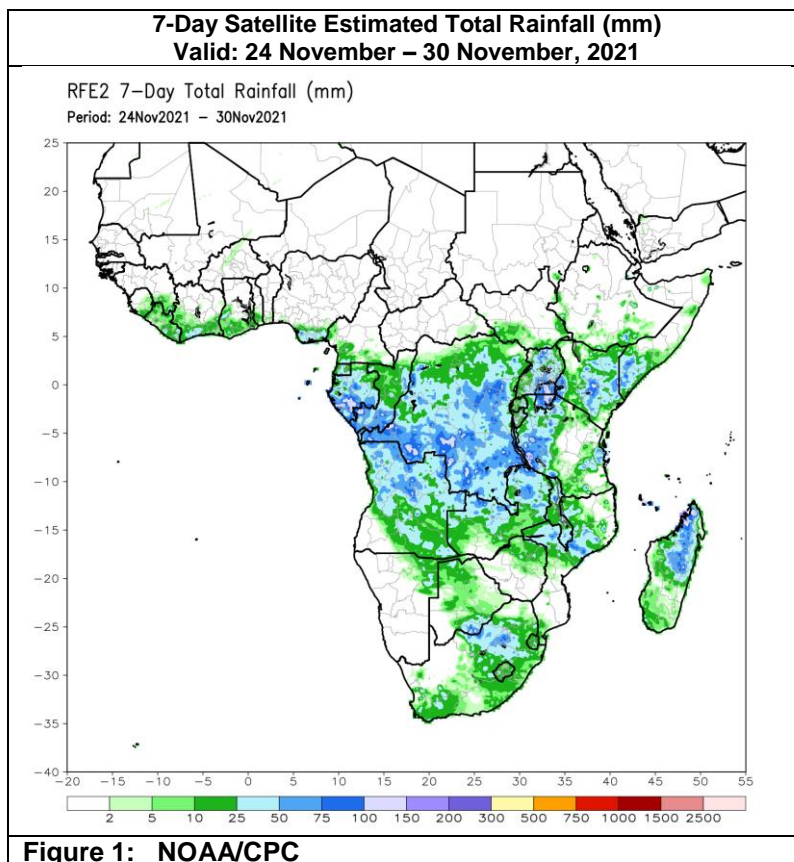 7-Day Satellite Estimated Total Rainfall (mm)
Valid: 24 November – 30 November, 2021
RFE2 7-Day Total Rainfall (mm)
Period: 24Nov2021 – 30Nov2021
25
20
15
10
5
0
-5
-10
-15
-20
-25
-30
-35
-40
-20 -15 -10 -5 0 5 10 15 20 25 30 35 40 45 50 55
2 5 10 25 50 75 100 150 200 300 500 750 1000 1500 2500
Figure 1: NOAA/CPC